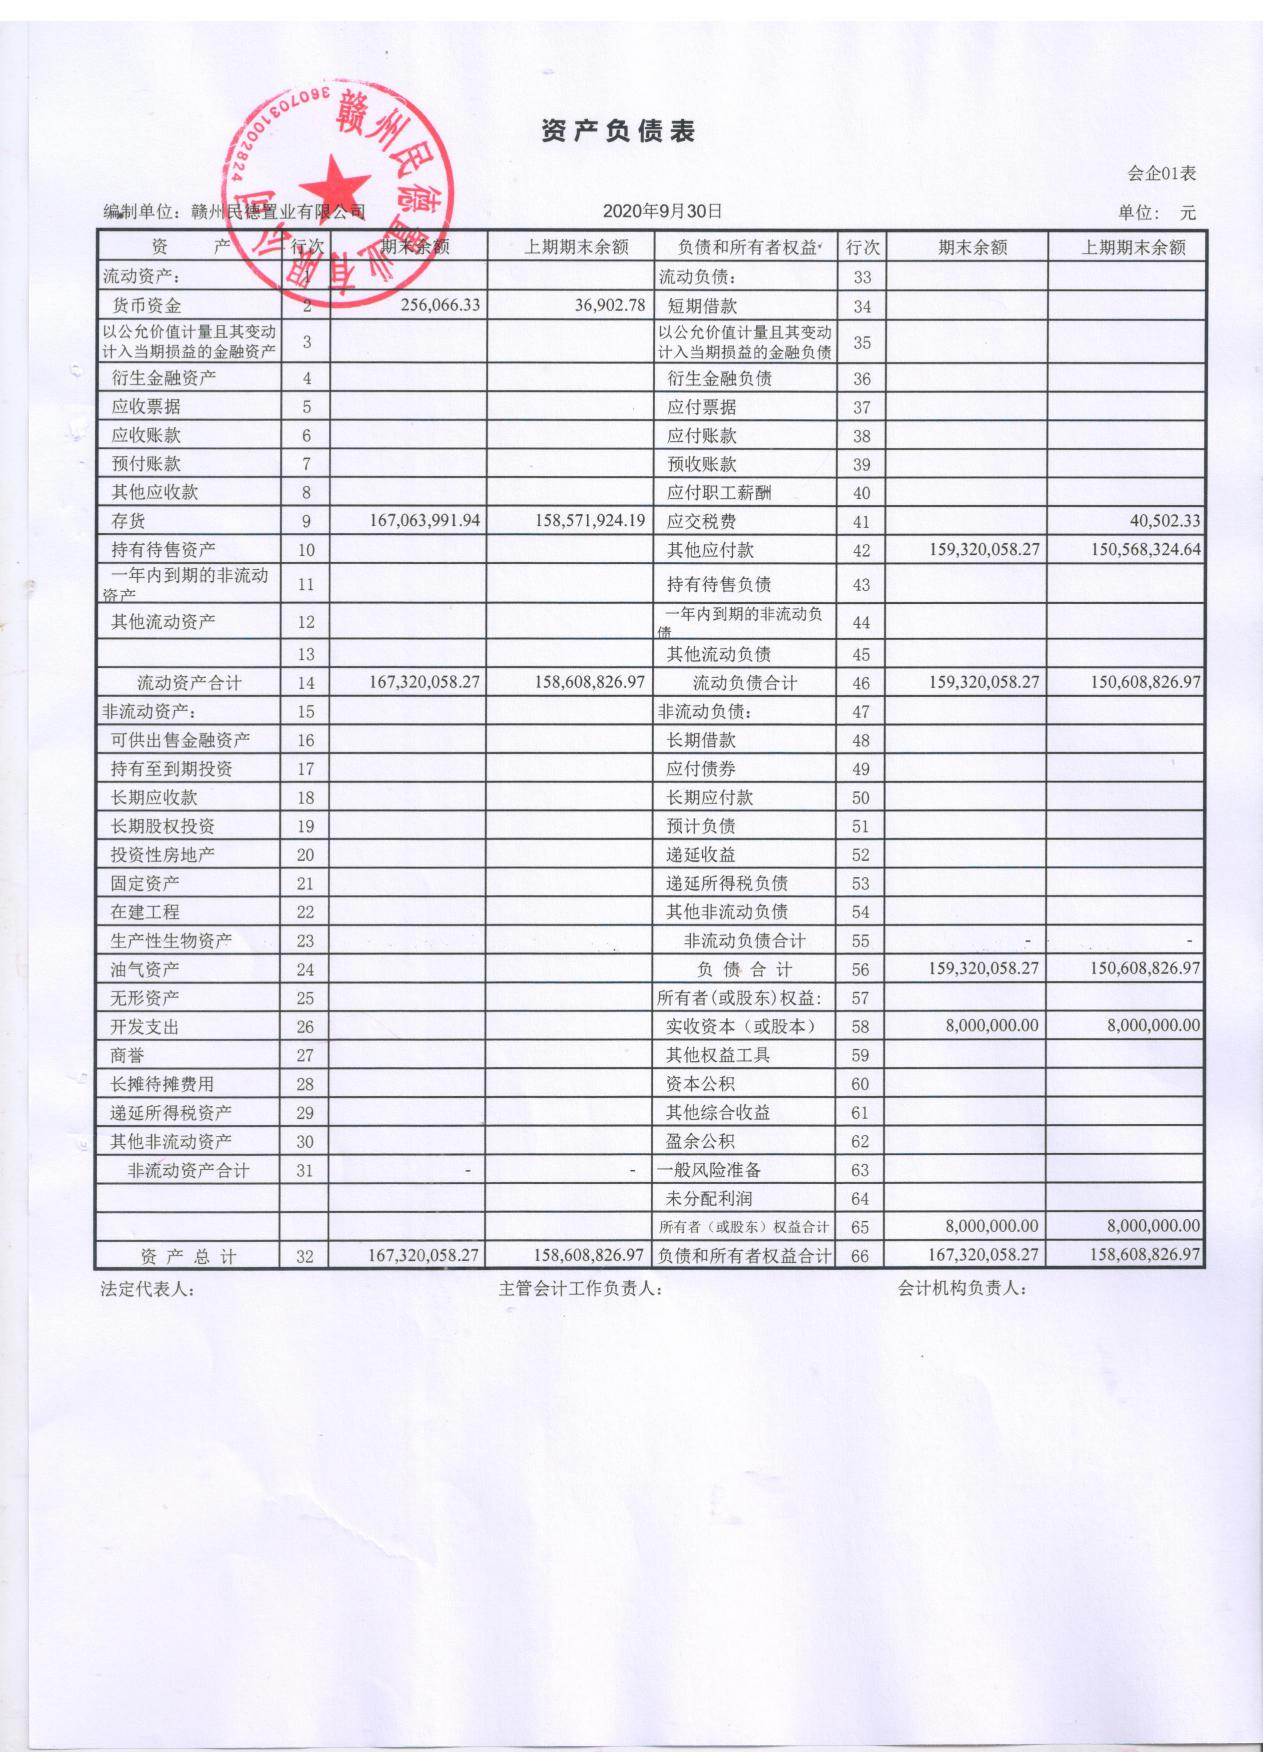 资产负债表
会企01表
编制单位：赣州民德置业有限公司 2020年9月30日 单位： 元
赣州民德置业有限公司
3607031002824
资 产 行次 期末余额 上期期末余额 负债和所有者权益 行次 期末余额 上期期末余额
流动资产： 1 流动负债： 33
货币资金 2 256,066.33 36,902.78 短期借款 34
以公允价值计量且其变动计入当期损益的金融资产 3 以公允价值计量且其变动计入当期损益的金融负债 35
衍生金融资产 4 衍生金融负债 36
应收票据 5 应付票据 37
应收账款 6 应付账款 38
预付账款 7 预收账款 39
其他应收款 8 应付职工薪酬 40
存货 9 167,063,991.94 158,571,924.19 应交税费 41 40,502.33
持有待售资产 10 其他应付款 42 159,320,058.27 150,568,324.64
一年内到期的非流动资产 11 持有待售负债 43
其他流动资产 12 一年内到期的非流动负债 44
13 其他流动负债 45
流动资产合计 14 167,320,058.27 158,608,826.97 流动负债合计 46 159,320,058.27 150,608,826.97
非流动资产： 15 非流动负债： 47
可供出售金融资产 16 长期借款 48
持有至到期投资 17 应付债券 49
长期应收款 18 长期应付款 50
长期股权投资 19 预计负债 51
投资性房地产 20 递延收益 52
固定资产 21 递延所得税负债 53
在建工程 22 其他非流动负债 54
生产性生物资产 23 非流动负债合计 55 - -
油气资产 24 负 债 合 计 56 159,320,058.27 150,608,826.97
无形资产 25 所有者(或股东)权益： 57
开发支出 26 实收资本（或股本） 58 8,000,000.00 8,000,000.00
商誉 27 其他权益工具 59
长摊待摊费用 28 资本公积 60
递延所得税资产 29 其他综合收益 61
其他非流动资产 30 盈余公积 62
非流动资产合计 31 - - 一般风险准备 63
未分配利润 64
所有者（或股东）权益合计 65 8,000,000.00 8,000,000.00
资 产 总 计 32 167,320,058.27 158,608,826.97 负债和所有者权益合计 66 167,320,058.27 158,608,826.97
法定代表人： 主管会计工作负责人： 会计机构负责人：